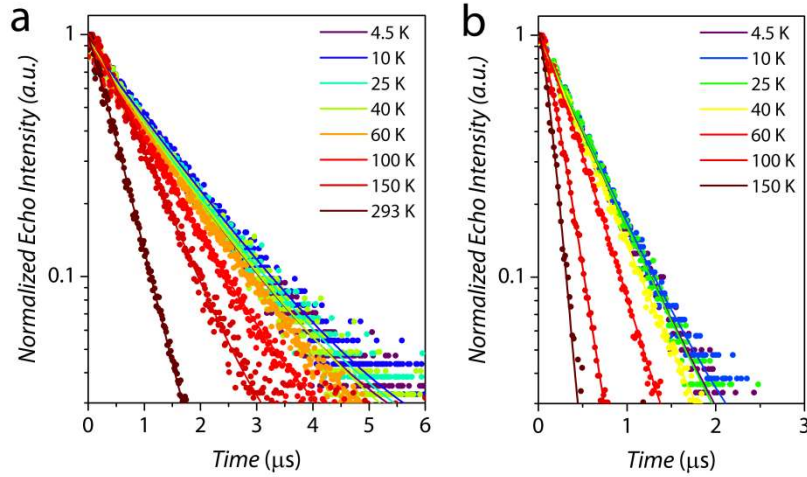 a
Normalized Echo Intensity (a.u.)
1
0.1
0
1
2
3
4
5
6
Time (μs)
4.5 K
10 K
25 K
40 K
60 K
100 K
150 K
293 K
b
Normalized Echo Intensity (a.u.)
1
0.1
0
1
2
3
Time (μs)
4.5 K
10 K
25 K
40 K
60 K
100 K
150 K